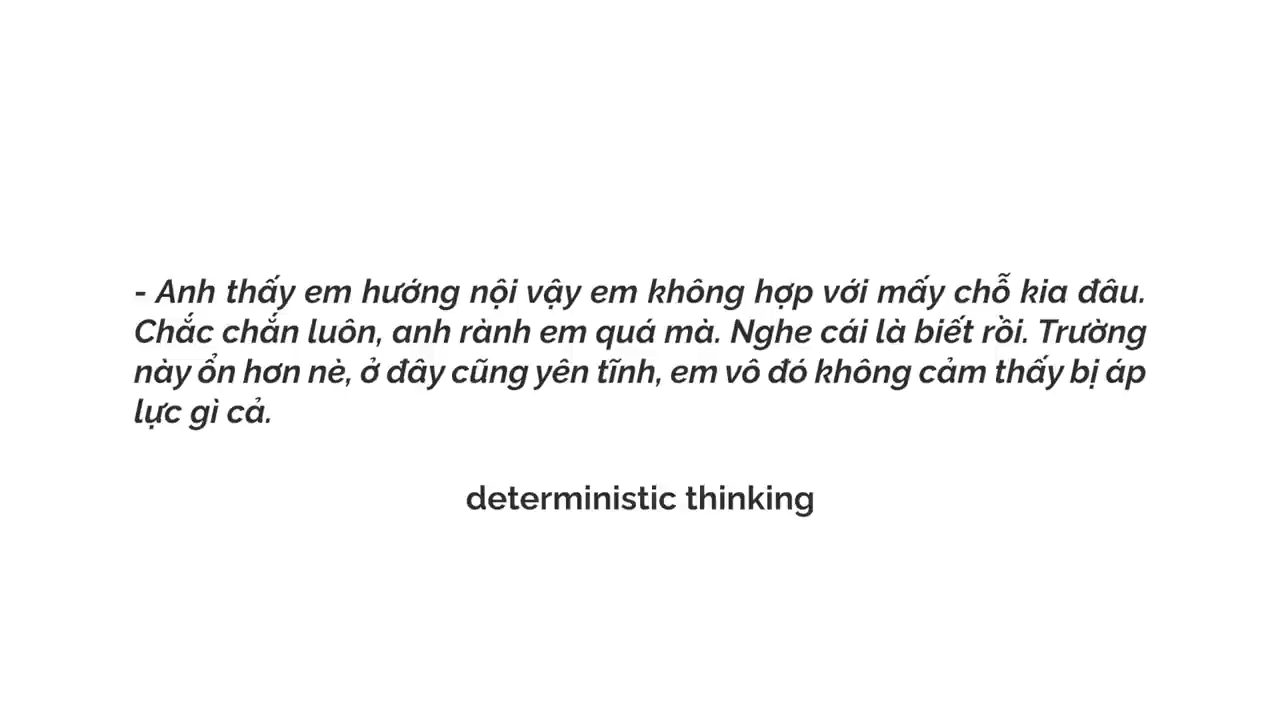 - Anh thấy em hướng nội vậy em không hợp với mấy chỗ kia đâu.
Chắc chắn luôn, anh rành em quá mà. Nghe cái là biết rồi. Trường
này ổn hơn nè, ở đây cũng yên tĩnh, em vô đó không cảm thấy bị áp
lực gì cả.
deterministic thinking